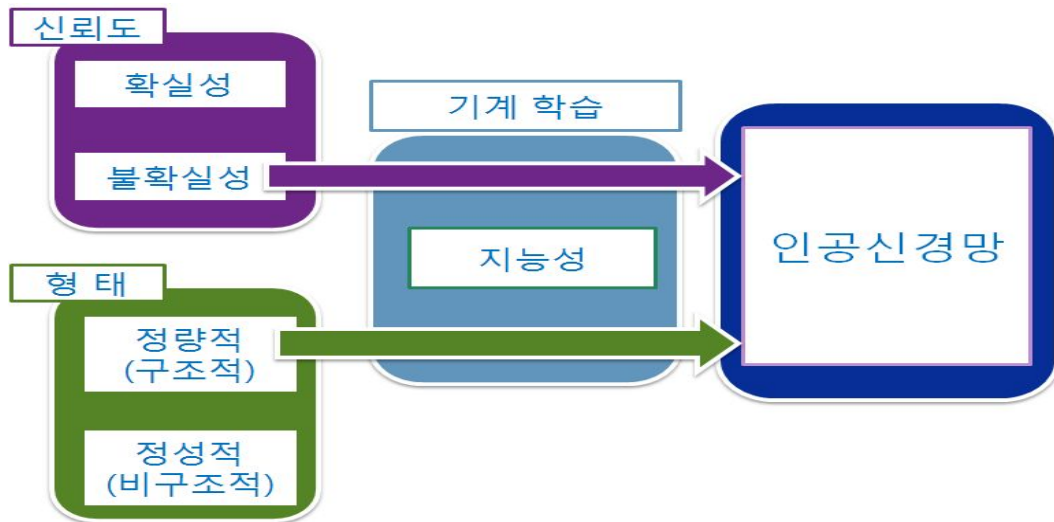 신뢰도
확실성
불확실성
형 태
정량적
(구조적)
정성적
(비구조적)
기계 학습
지능성
인공신경망